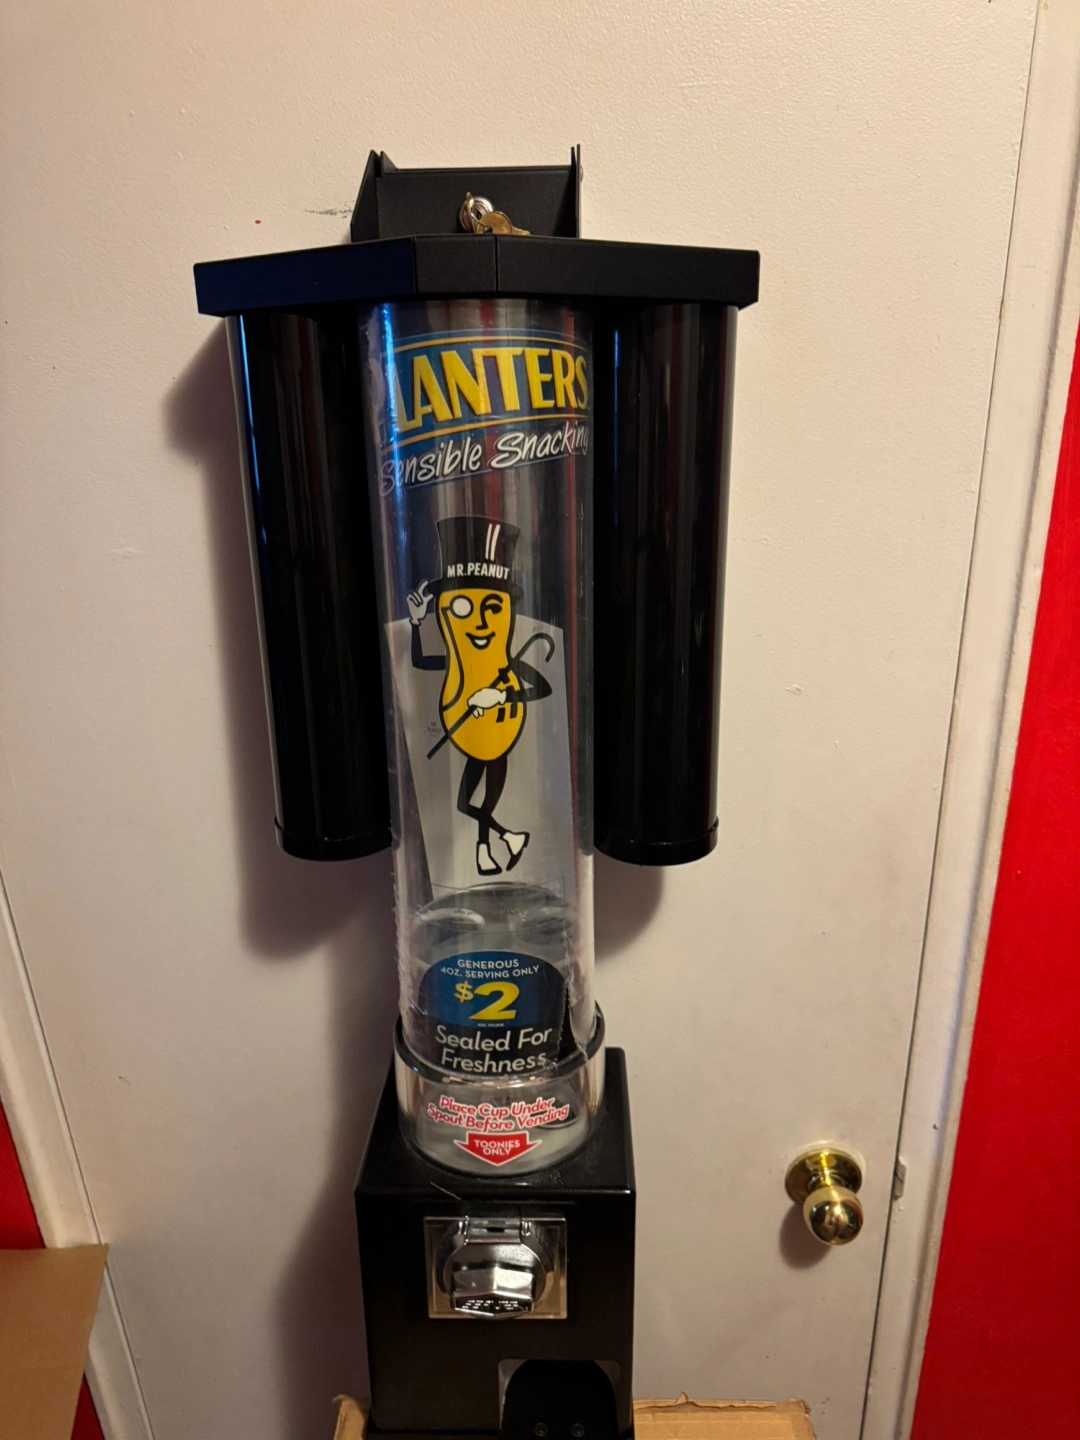 LANTERS
Sensible Snacking
MR. PEANUT
GENEROUS
4OZ. SERVING ONLY
$2
Sealed For
Freshness
Place Cup Under
Spout Before Vending
TOONIES
ONLY